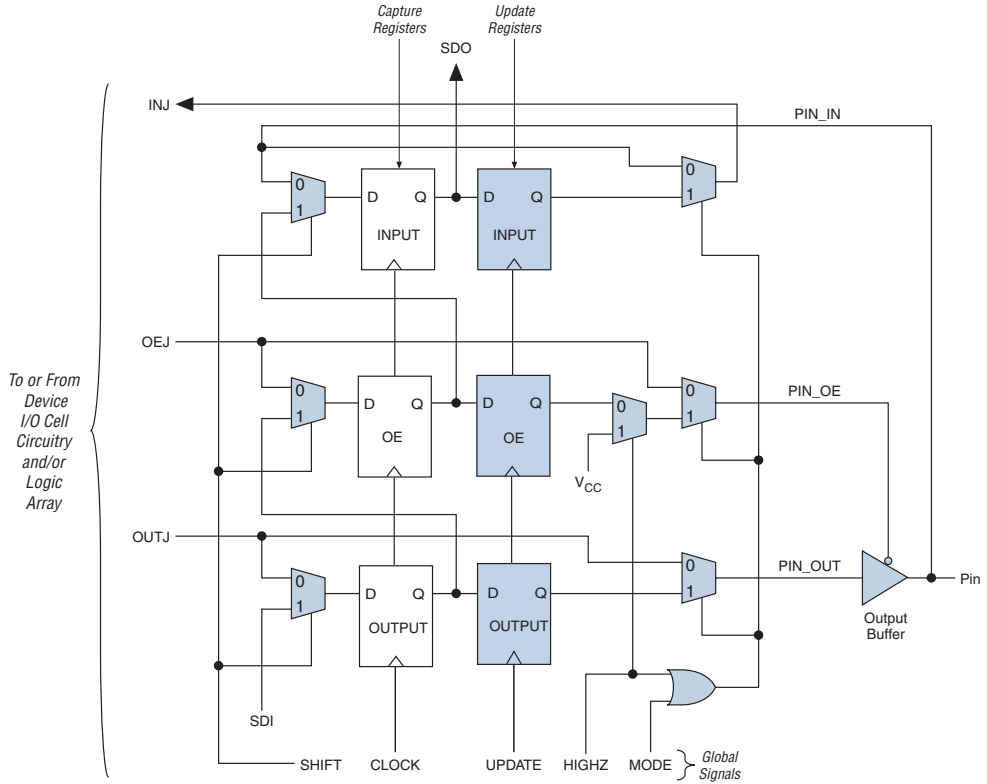 Capture
Registers
Update
Registers
SDO
INJ
PIN_IN
0
1
D Q
INPUT
D Q
INPUT
0
1
OEJ
To or From
Device
I/O Cell
Circuitry
and/or
Logic
Array
0
1
D Q
OE
D Q
OE
0
1
VCC
0
1
PIN_OE
OUTJ
0
1
D Q
OUTPUT
D Q
OUTPUT
0
1
PIN_OUT
Pin
Output
Buffer
SDI
SHIFT
CLOCK
UPDATE
HIGHZ
MODE
Global
Signals